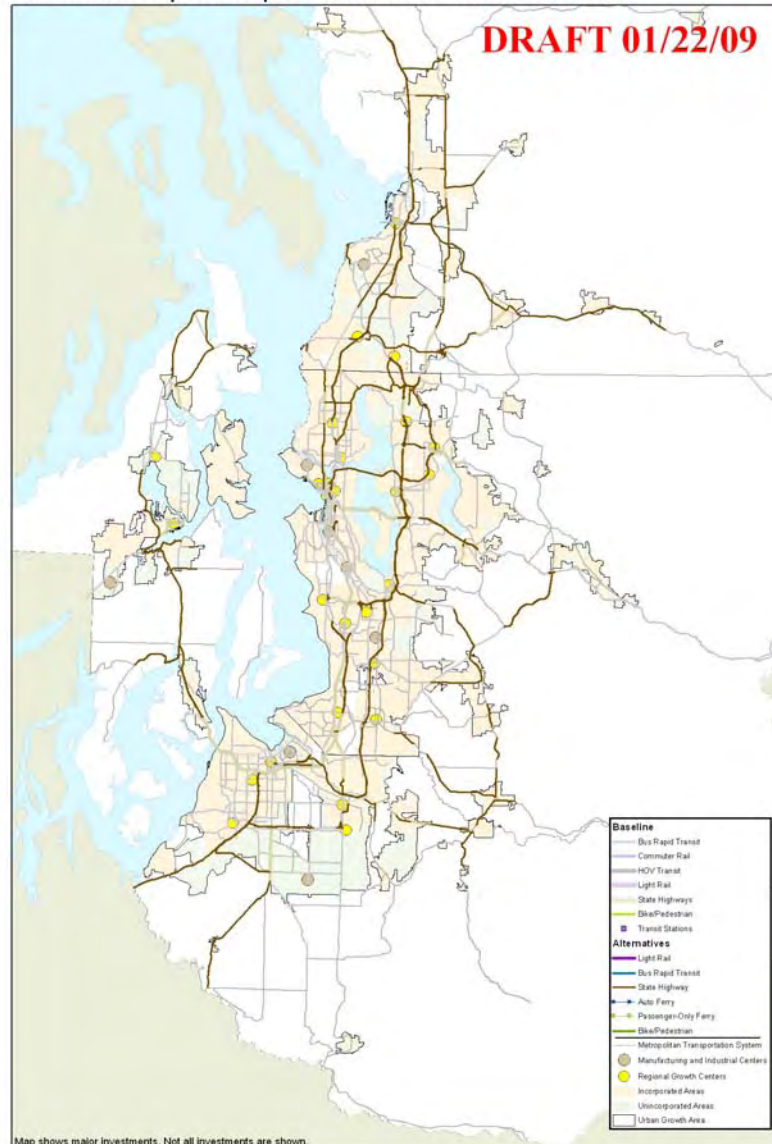 DRAFT 01/22/09
Baseline
Bus Rapid Transit
Commuter Rail
HOV Transit
Light Rail
State Highways
Bike/Pedestrian
Transit Stations
Alternatives
Light Rail
Bus Rapid Transit
State Highway
Auto Ferry
Passenger-Only Ferry
Bike/Pedestrian
Metropolitan Transportation System
Manufacturing and Industrial Centers
Regional Growth Centers
Incorporated Areas
Unincorporated Areas
Urban Growth Area
Map shows major investments. Not all investments are shown.